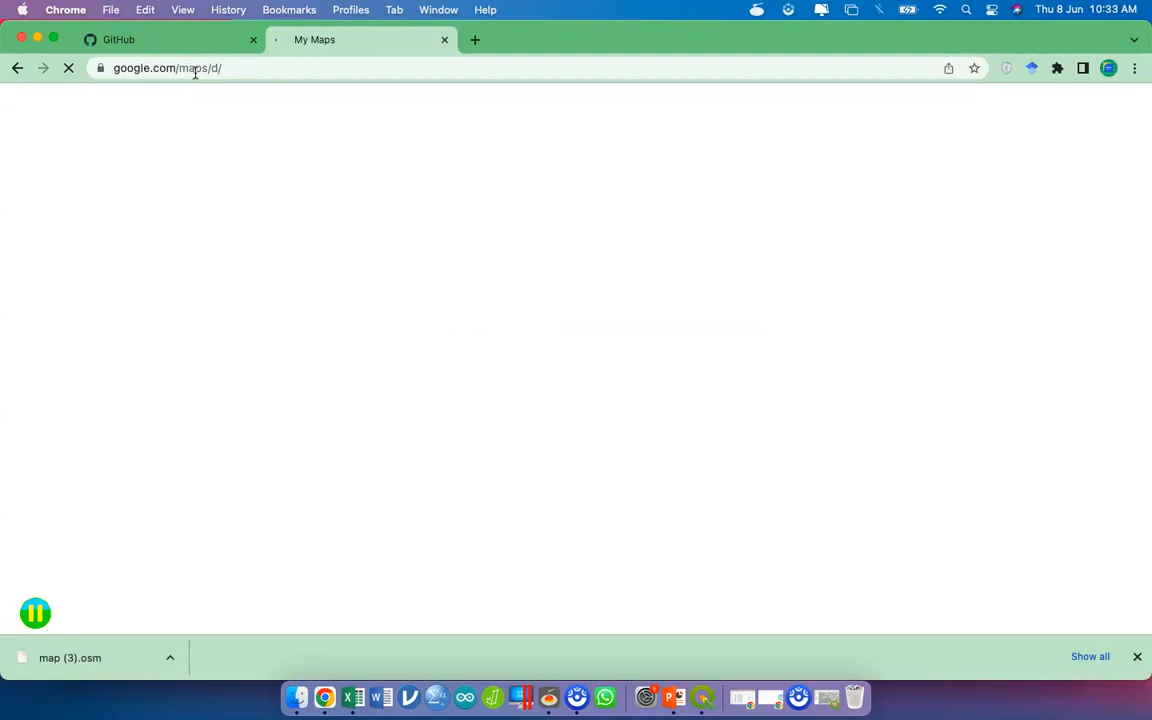 Chrome File Edit View History Bookmarks Profiles Tab Window Help Thu 8 Jun 10:33 AM
GitHub My Maps
google.com/maps/d/
map (3).osm Show all